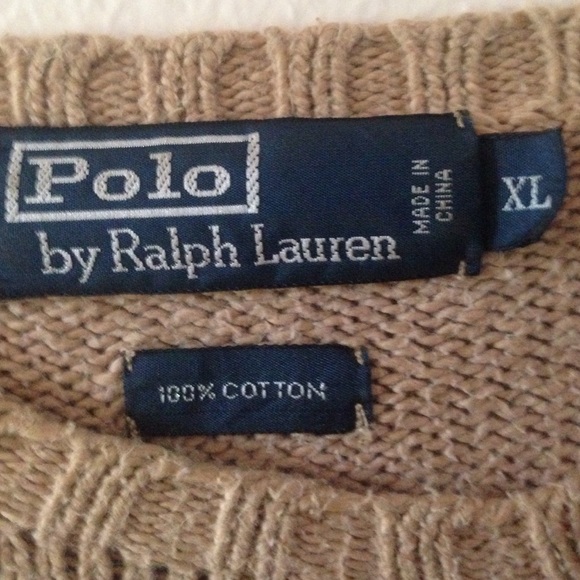 Polo
by Ralph Lauren
MADE IN
CHINA
XL
100% COTTON